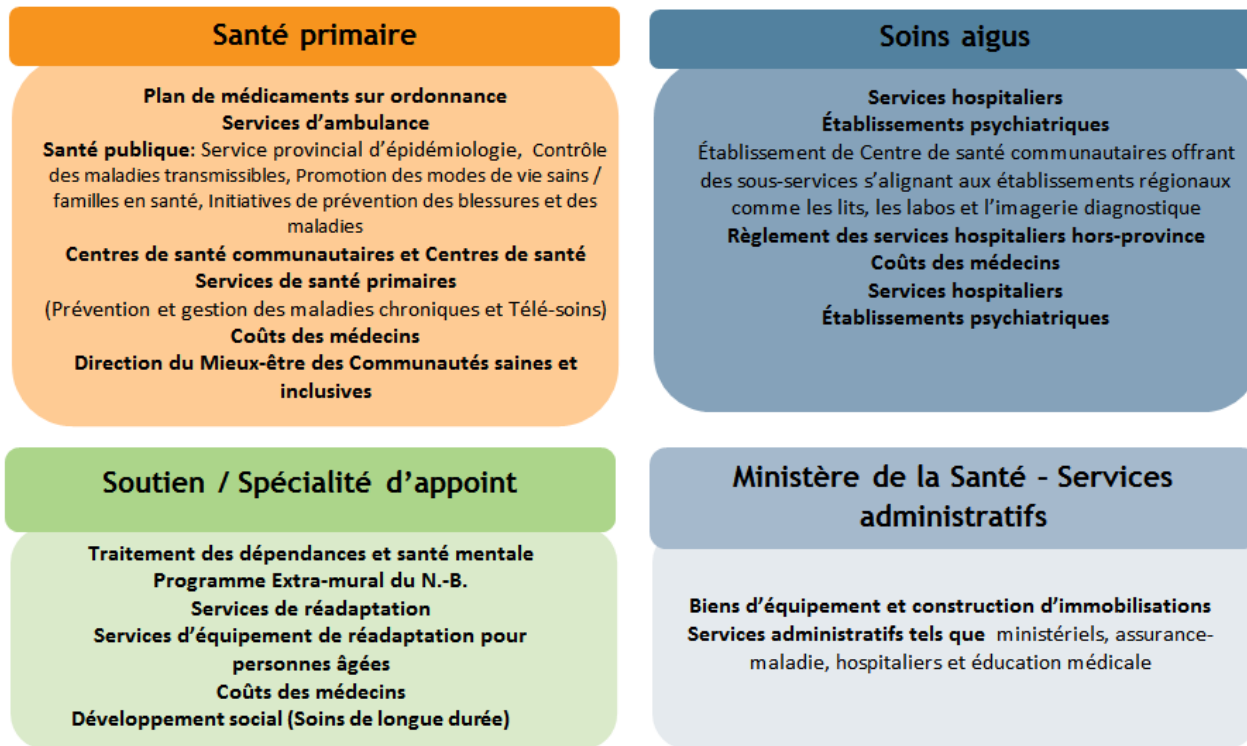 Santé primaire
Plan de médicaments sur ordonnance
Services d’ambulance
Santé publique: Service provincial d’épidémiologie, Contrôle
des maladies transmissibles, Promotion des modes de vie sains /
familles en santé, Initiatives de prévention des blessures et des
maladies
Centres de santé communautaires et Centres de santé
Services de santé primaires
(Prévention et gestion des maladies chroniques et Télé-soins)
Coûts des médecins
Direction du Mieux-être des Communautés saines et
inclusives
Soins aigus
Services hospitaliers
Établissements psychiatriques
Établissement de Centre de santé communautaires offrant
des sous-services s’alignant aux établissements régionaux
comme les lits, les labos et l’imagerie diagnostique
Règlement des services hospitaliers hors-province
Coûts des médecins
Services hospitaliers
Établissements psychiatriques
Soutien / Spécialité d’appoint
Traitement des dépendances et santé mentale
Programme Extra-mural du N.-B.
Services de réadaptation
Services d’équipement de réadaptation pour
personnes âgées
Coûts des médecins
Développement social (Soins de longue durée)
Ministère de la Santé - Services
administratifs
Biens d’équipement et construction d’immobilisations
Services administratifs tels que ministériels, assurance-
maladie, hospitaliers et éducation médicale